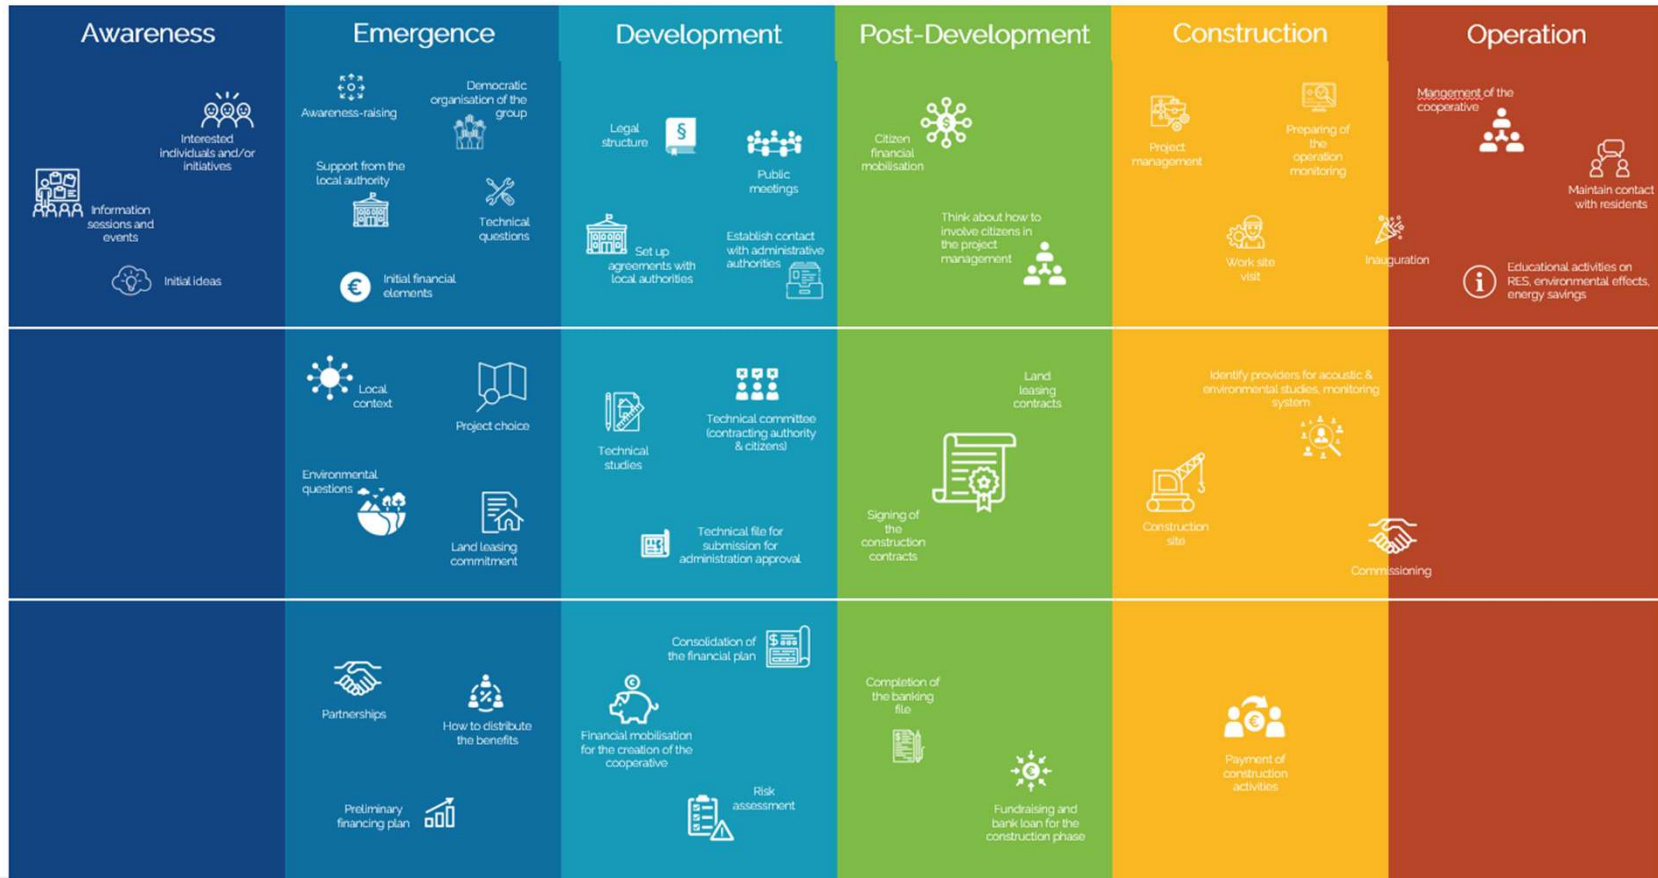 Awareness
Emergence
Development
Post-Development
Construction
Operation
Interested
individuals and/or
initiatives
Information
sessions and
events
Initial ideas
Awareness-raising
Democratic
organisation of the
group
Support from the
local authority
Technical
questions
Initial financial
elements
Legal
structure
Public
meetings
Set up
agreements with
local authorities
Establish contact
with administrative
authorities
Citizen
financial
mobilisation
Think about how to
involve citizens in
the project
management
Project
management
Preparing of
the
operation
monitoring
Work site
visit
Inauguration
Mangement of the
cooperative
Maintain contact
with residents
Educational activities on
RES, environmental effects,
energy savings
Local
context
Project choice
Environmental
questions
Land leasing
commitment
Technical
studies
Technical committee
(contracting authority
& citizens)
Technical file for
submission for
administration approval
Land
leasing
contracts
Signing of
the
construction
contracts
Identify providers for acoustic &
environmental studies, monitoring
system
Construction
site
Commissioning
Partnerships
How to distribute
the benefits
Preliminary
financing plan
Consolidation of
the financial plan
Financial mobilisation
for the creation of the
cooperative
Risk
assessment
Completion of
the banking
file
Fundraising and
bank loan for the
construction phase
Payment of
construction
activities